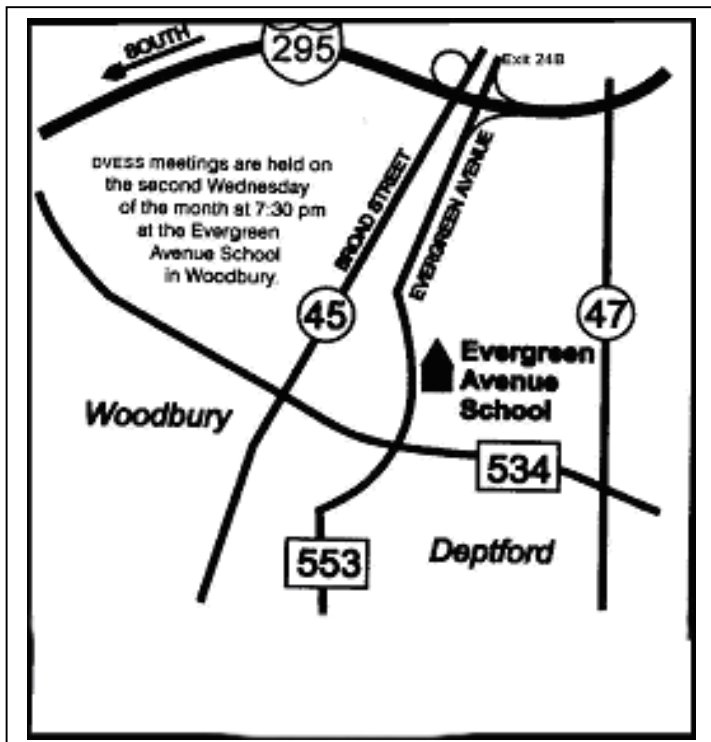 SOUTH
295
Exit 24B
DVESS meetings are held on
the second Wednesday
of the month at 7:30 pm
at the Evergreen
Avenue School
in Woodbury.
BROAD STREET
EVERGREEN AVENUE
45
47
Evergreen
Avenue
School
Woodbury
534
553
Deptford